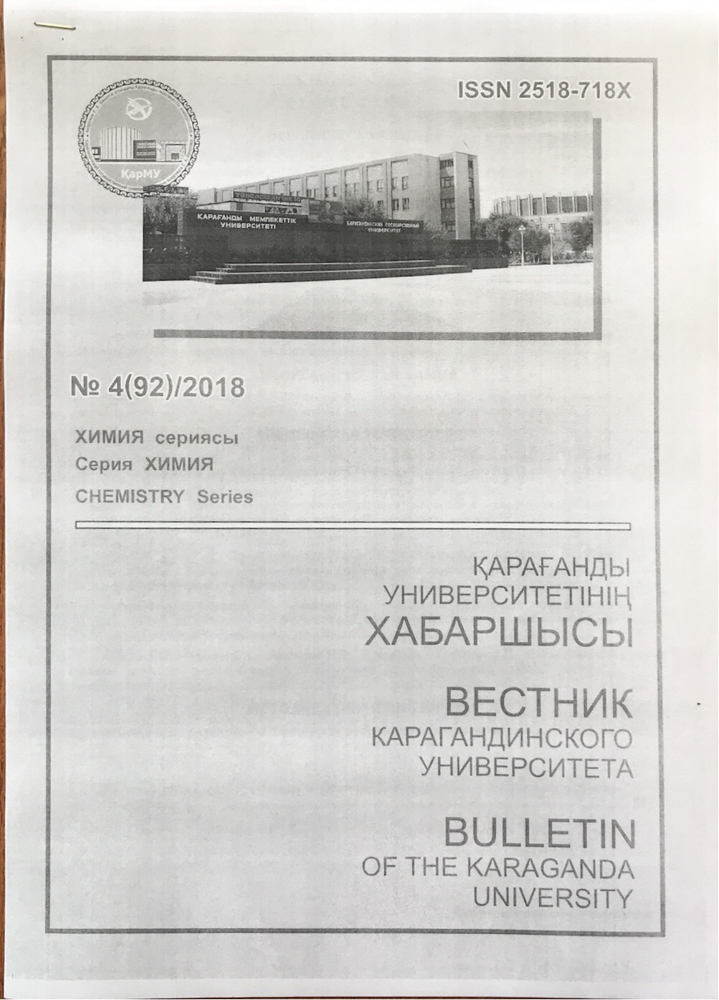 ISSN 2518-718X
ҚарМУ
ҚАРАҒАНДЫ МЕМЛЕКЕТТІК
УНИВЕРСИТЕТІ
КАРАГАНДИНСКИЙ ГОСУДАРСТВЕННЫЙ
УНИВЕРСИТЕТ
№ 4(92)/2018
ХИМИЯ сериясы
Серия ХИМИЯ
CHEMISTRY Series
ҚАРАҒАНДЫ
УНИВЕРСИТЕТІНІҢ
ХАБАРШЫСЫ
ВЕСТНИК
КАРАГАНДИНСКОГО
УНИВЕРСИТЕТА
BULLETIN
OF THE KARAGANDA
UNIVERSITY